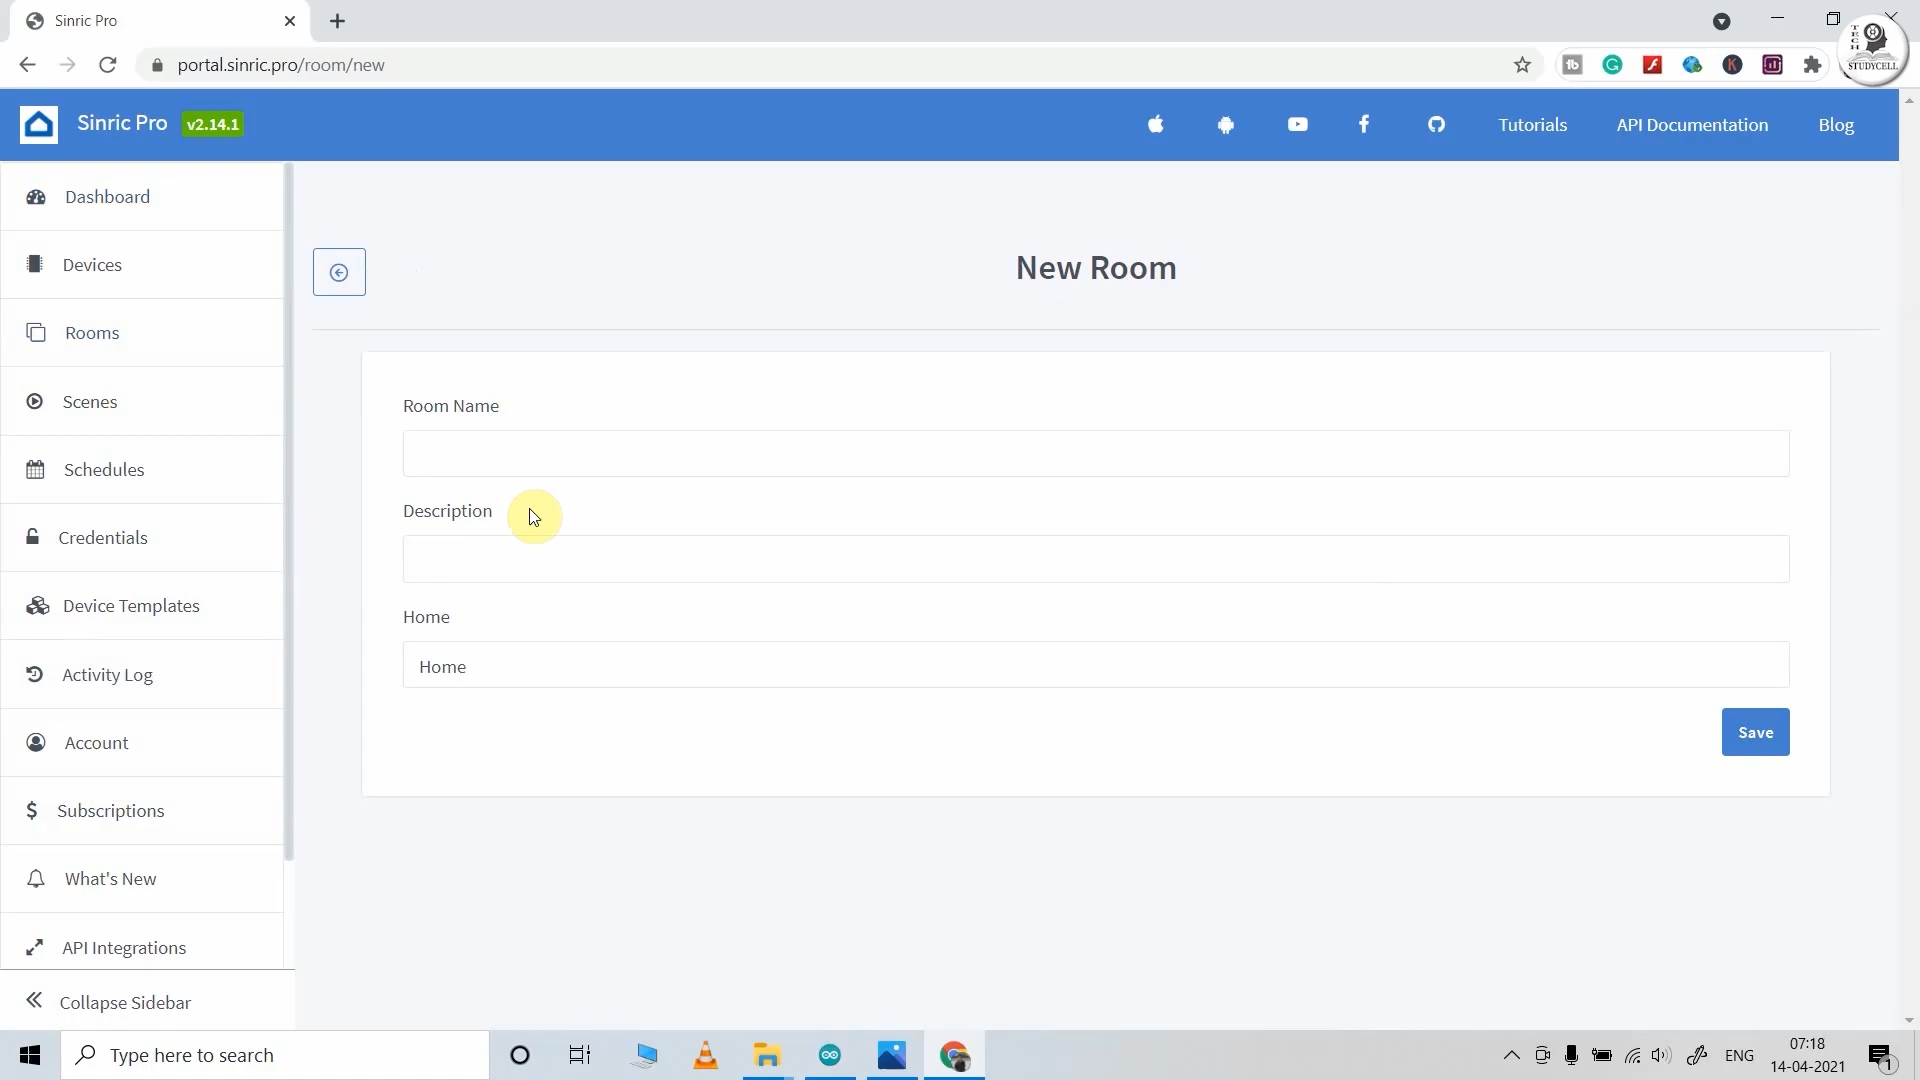 Sinric Pro
portal.sinric.pro/room/new
TECH
STUDYCELL
Sinric Pro v2.14.1
Tutorials
API Documentation
Blog
Dashboard
Devices
Rooms
Scenes
Schedules
Credentials
Device Templates
Activity Log
Account
Subscriptions
What's New
API Integrations
Collapse Sidebar
New Room
Room Name
Description
Home
Home
Save
Type here to search
ENG
07:18
14-04-2021
1